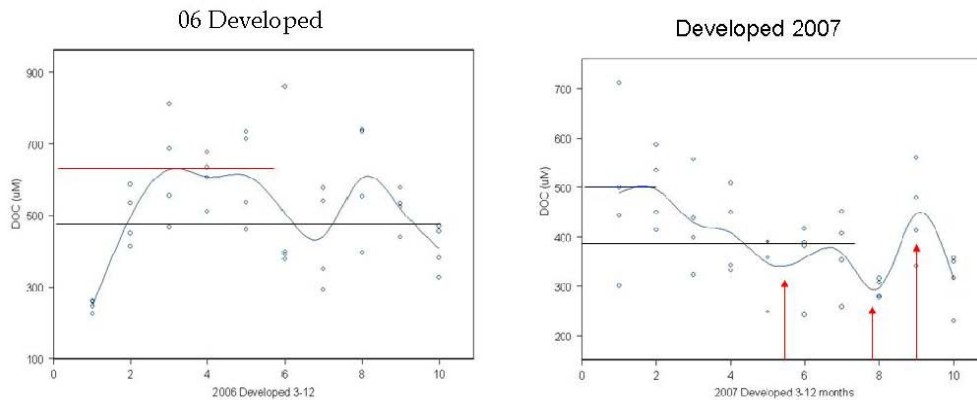 06 Developed
900
700
500
300
100
DOC (uM)
0 2 4 6 8 10
2006 Developed 3-12
Developed 2007
700
600
500
400
300
200
DOC (uM)
0 2 4 6 8 10
2007 Developed 3-12 months